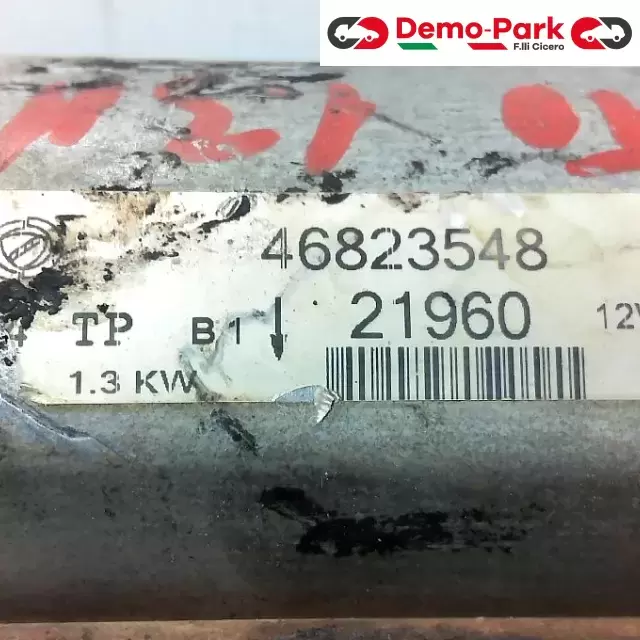 Demo-Park
F.lli Cicero
46823548
TP B1 21960 12V
1.3 KW